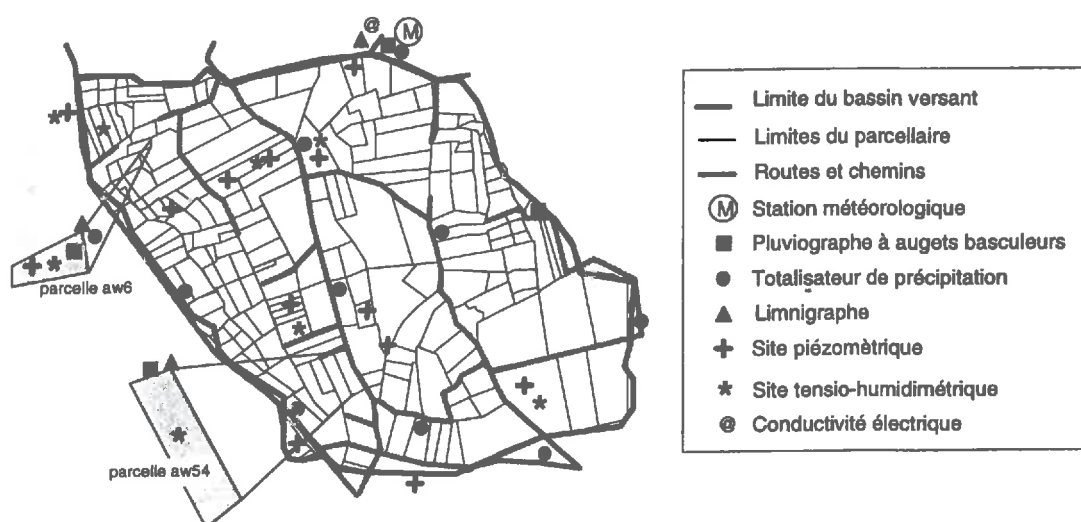 @
M
parcelle aw6
parcelle aw54
Limite du bassin versant
Limites du parcellaire
Routes et chemins
M Station météorologique
Pluviographe à augets basculeurs
Totalisateur de précipitation
Limnigraphe
Site piézomètrique
Site tensio-humidimétrique
@ Conductivité électrique